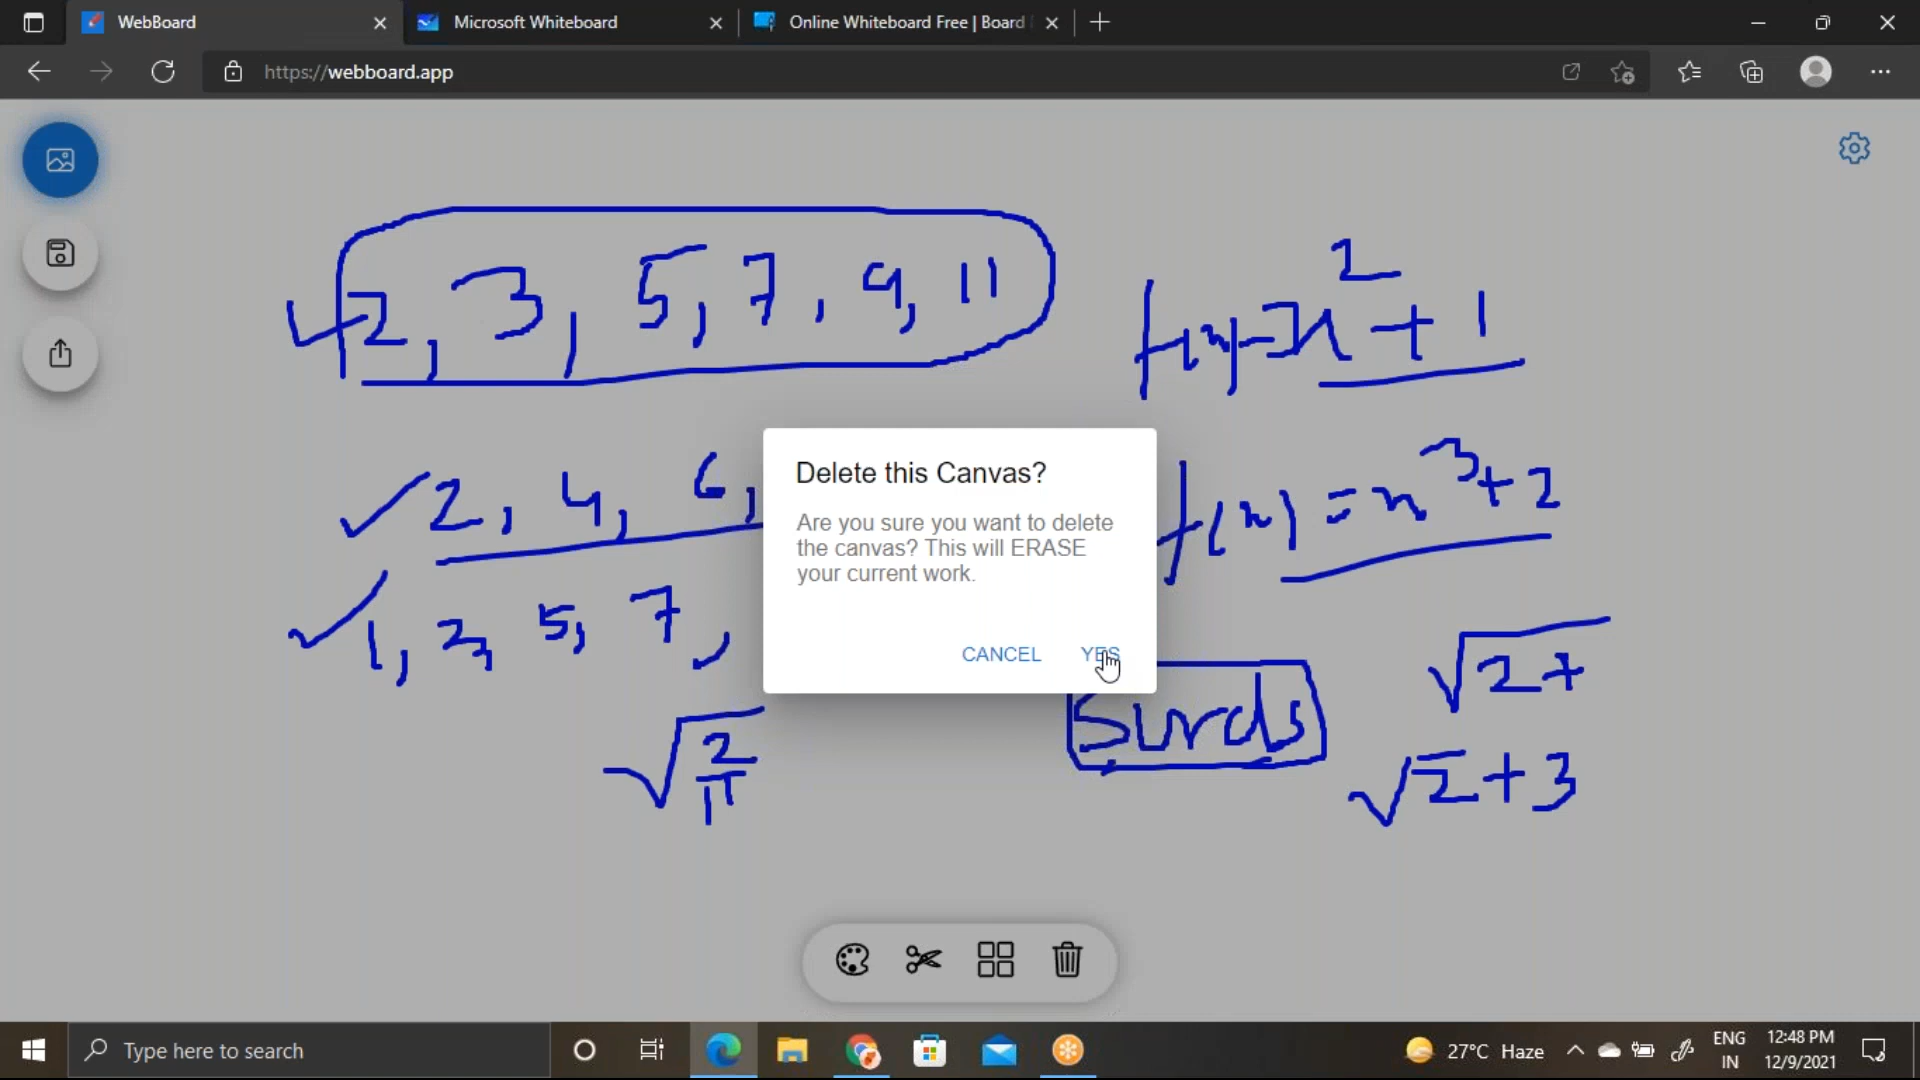 WebBoard
Microsoft Whiteboard
Online Whiteboard Free | Board
https://webboard.app
2, 3, 5, 7, 9, 11
f(x)=x²+1
2, 4, 6,
f(x)=x³+2
Delete this Canvas?
Are you sure you want to delete
the canvas? This will ERASE
your current work.
CANCEL YES
1, 3, 5, 7,
√2+
Surds
√2+3
√2/π
Type here to search
27°C Haze
ENG
IN
12:48 PM
12/9/2021